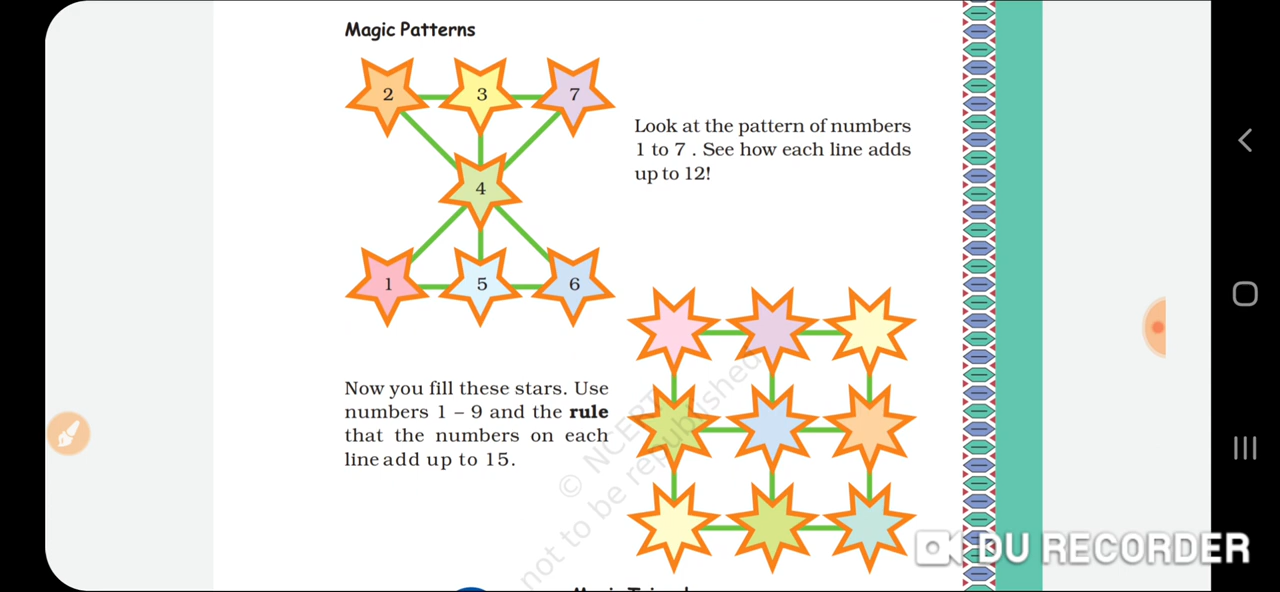 Magic Patterns
2 3 7
Look at the pattern of numbers
1 to 7 . See how each line adds
up to 12!
4
1 5 6
Now you fill these stars. Use
numbers 1 – 9 and the rule
that the numbers on each
line add up to 15.
© NCERT
not to be republished
DU RECORDER